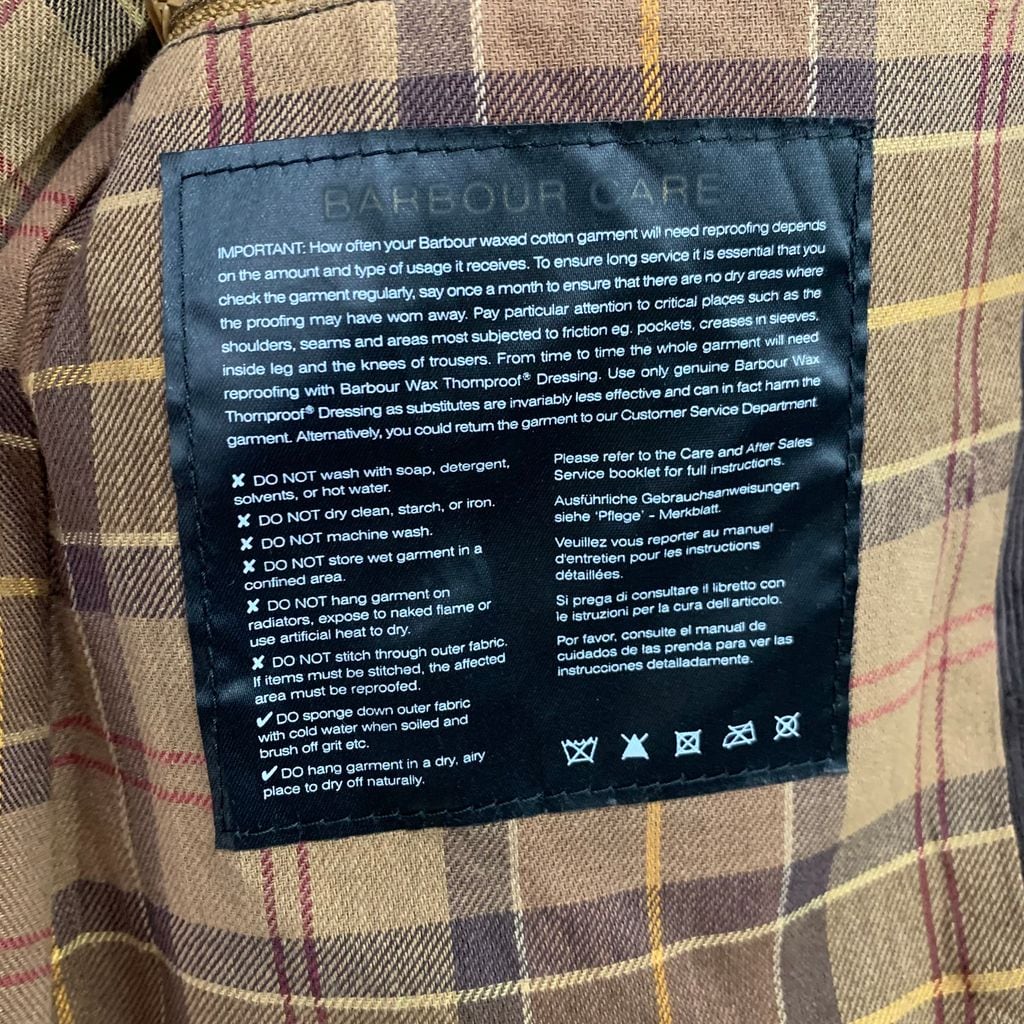 BARBOUR CARE
IMPORTANT: How often your Barbour waxed cotton garment will need reproofing depends
on the amount and type of usage it receives. To ensure long service it is essential that you
check the garment regularly, say once a month to ensure that there are no dry areas where
the proofing may have worn away. Pay particular attention to critical places such as the
shoulders, seams and areas most subjected to friction eg. pockets, creases in sleeves,
inside leg and the knees of trousers. From time to time the whole garment will need
reproofing with Barbour Wax Thornproof® Dressing. Use only genuine Barbour Wax
Thornproof® Dressing as substitutes are invariably less effective and can in fact harm the
garment. Alternatively, you could return the garment to our Customer Service Department.
✘ DO NOT wash with soap, detergent,
solvents, or hot water.
✘ DO NOT dry clean, starch, or iron.
✘ DO NOT machine wash.
✘ DO NOT store wet garment in a
confined area.
✘ DO NOT hang garment on
radiators, expose to naked flame or
use artificial heat to dry.
✘ DO NOT stitch through outer fabric.
If items must be stitched, the affected
area must be reproofed.
✔ DO sponge down outer fabric
with cold water when soiled and
brush off grit etc.
✔ DO hang garment in a dry, airy
place to dry off naturally.
Please refer to the Care and After Sales
Service booklet for full instructions.
Ausführliche Gebrauchsanweisungen
siehe 'Pflege' - Merkblatt.
Veuillez vous reporter au manuel
d'entretien pour les instructions
détaillées.
Si prega di consultare il libretto con
le istruzioni per la cura dell'articolo.
Por favor, consulte el manual de
cuidados de las prenda para ver las
instrucciones detalladamente.